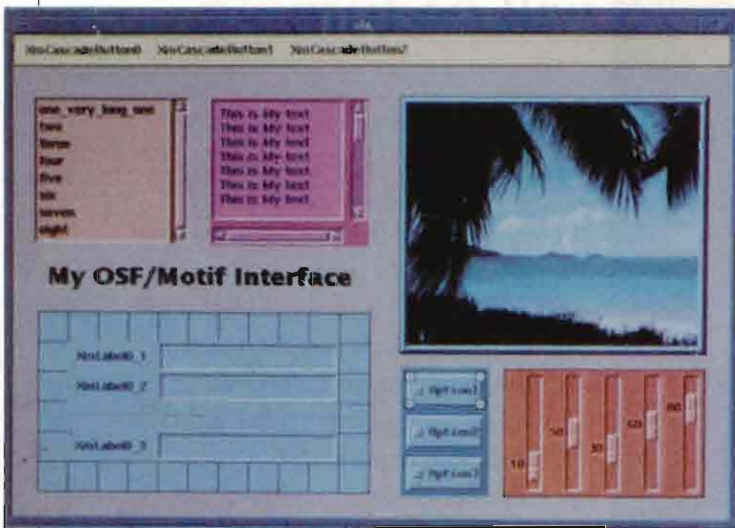 XmCascadeButton0 XmCascadeButton1 XmCascadeButton2
one_very_long_one
two
three
four
five
six
seven
eight
This is My text
This is My text
This is My text
This is My text
This is My text
This is My text
This is My text
My OSF/Motif Interface
XmLabel0_1
XmLabel0_2
XmLabel0_3
Option1
Option2
Option3
10
50
30
60
80